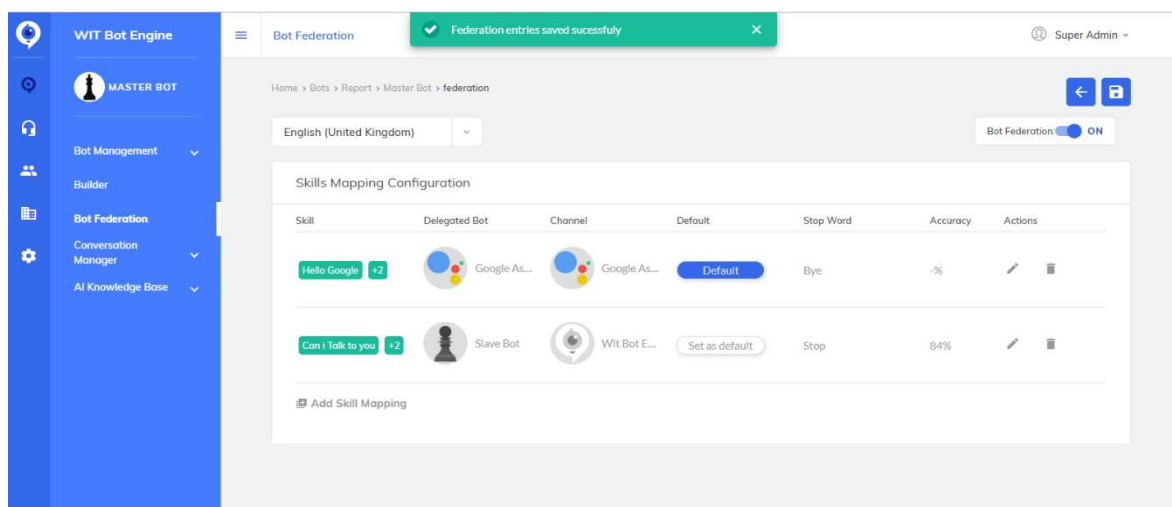 WIT Bot Engine
Bot Federation
Federation entries saved sucessfuly
Super Admin
MASTER BOT
Home > Bots > Report > Master Bot > federation
English (United Kingdom)
Bot Federation: ON
Bot Management
Builder
Bot Federation
Conversation
Manager
AI Knowledge Base
Skills Mapping Configuration
Skill Delegated Bot Channel Default Stop Word Accuracy Actions
Hello Google +2 Google As... Google As... Default Bye -%
Can i Talk to you +2 Slave Bot Wit Bot E... Set as default Stop 84%
Add Skill Mapping